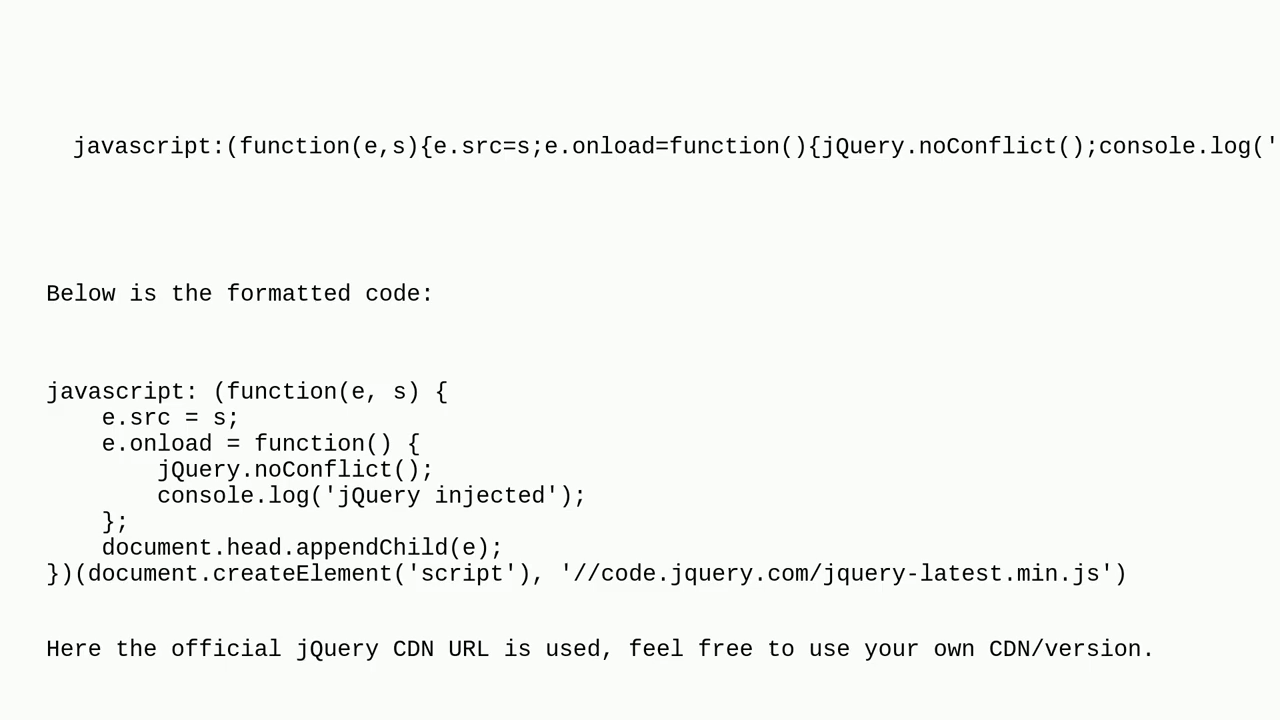 javascript:(function(e,s){e.src=s;e.onload=function(){jQuery.noConflict();console.log('
Below is the formatted code:
javascript: (function(e, s) {
    e.src = s;
    e.onload = function() {
        jQuery.noConflict();
        console.log('jQuery injected');
    };
    document.head.appendChild(e);
})(document.createElement('script'), '//code.jquery.com/jquery-latest.min.js')
Here the official jQuery CDN URL is used, feel free to use your own CDN/version.